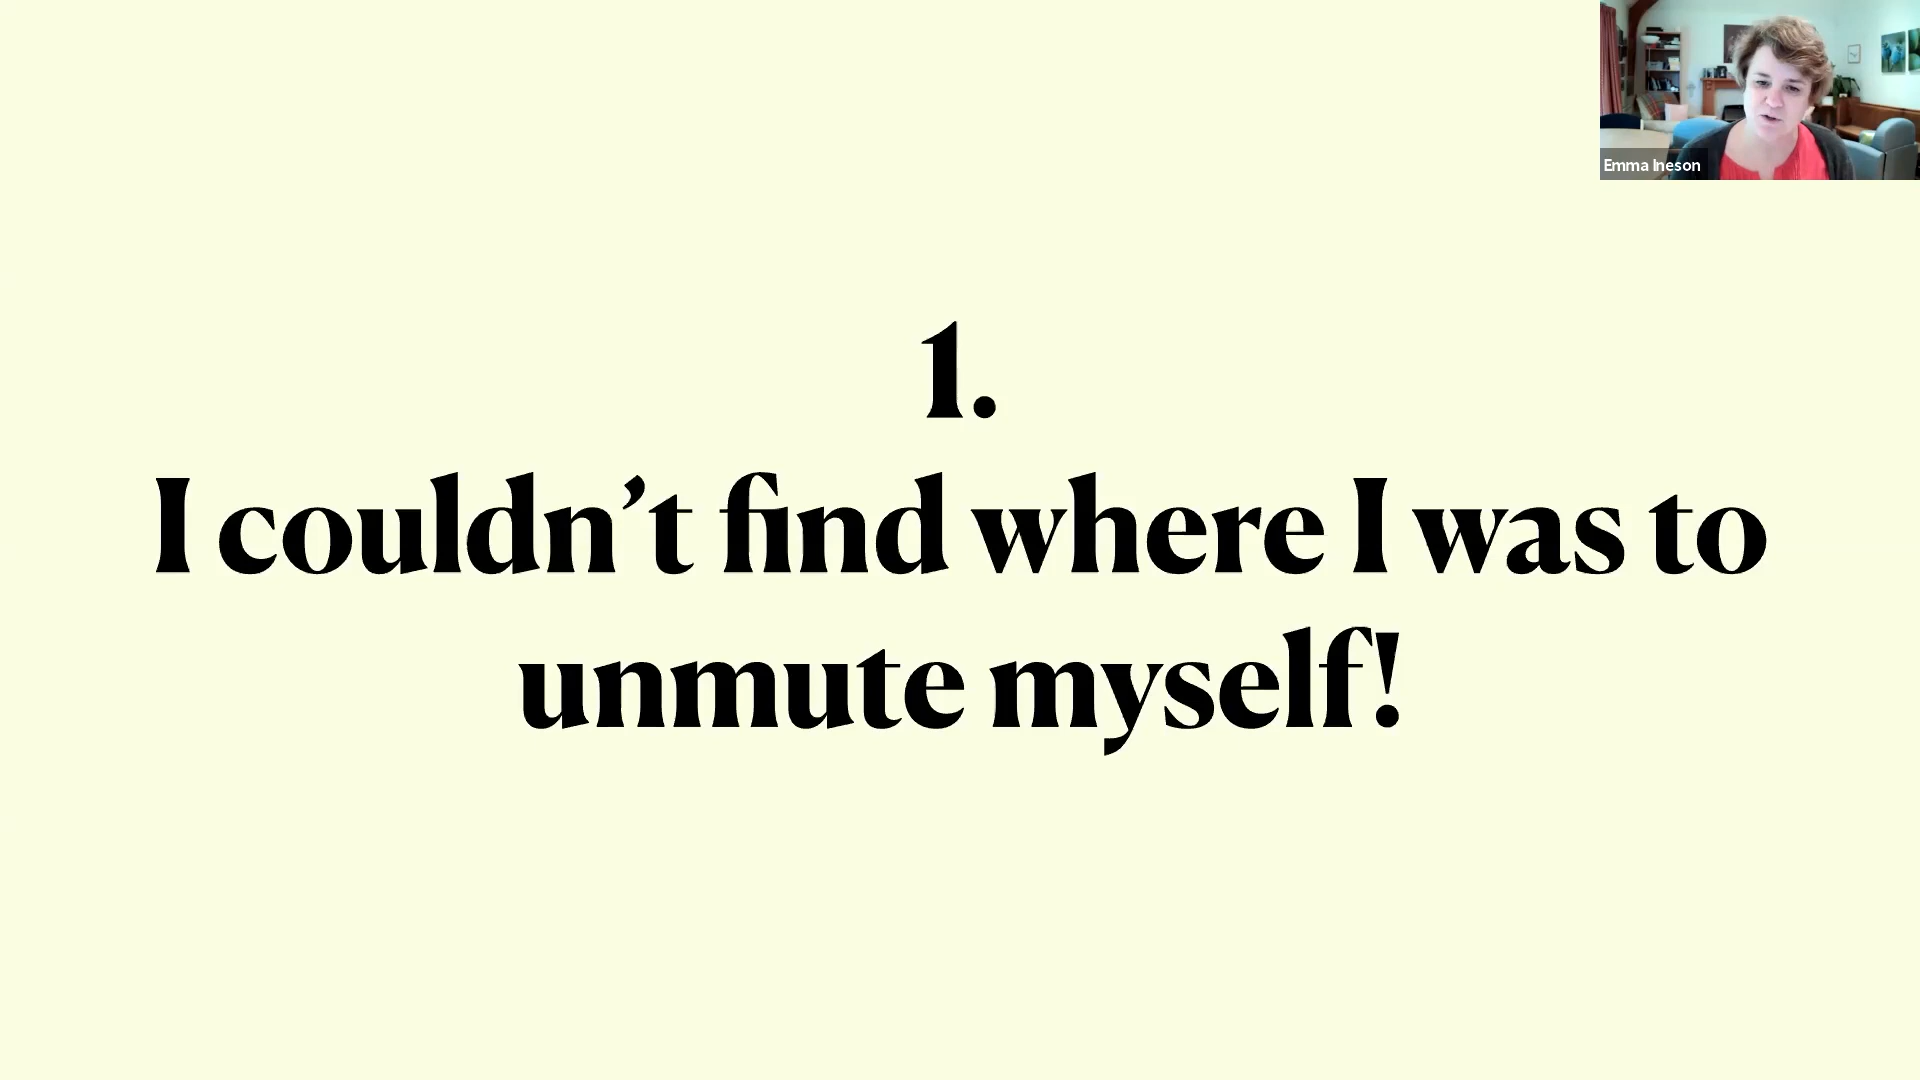 Emma Ineson
1.
I couldn’t find where I was to
unmute myself!